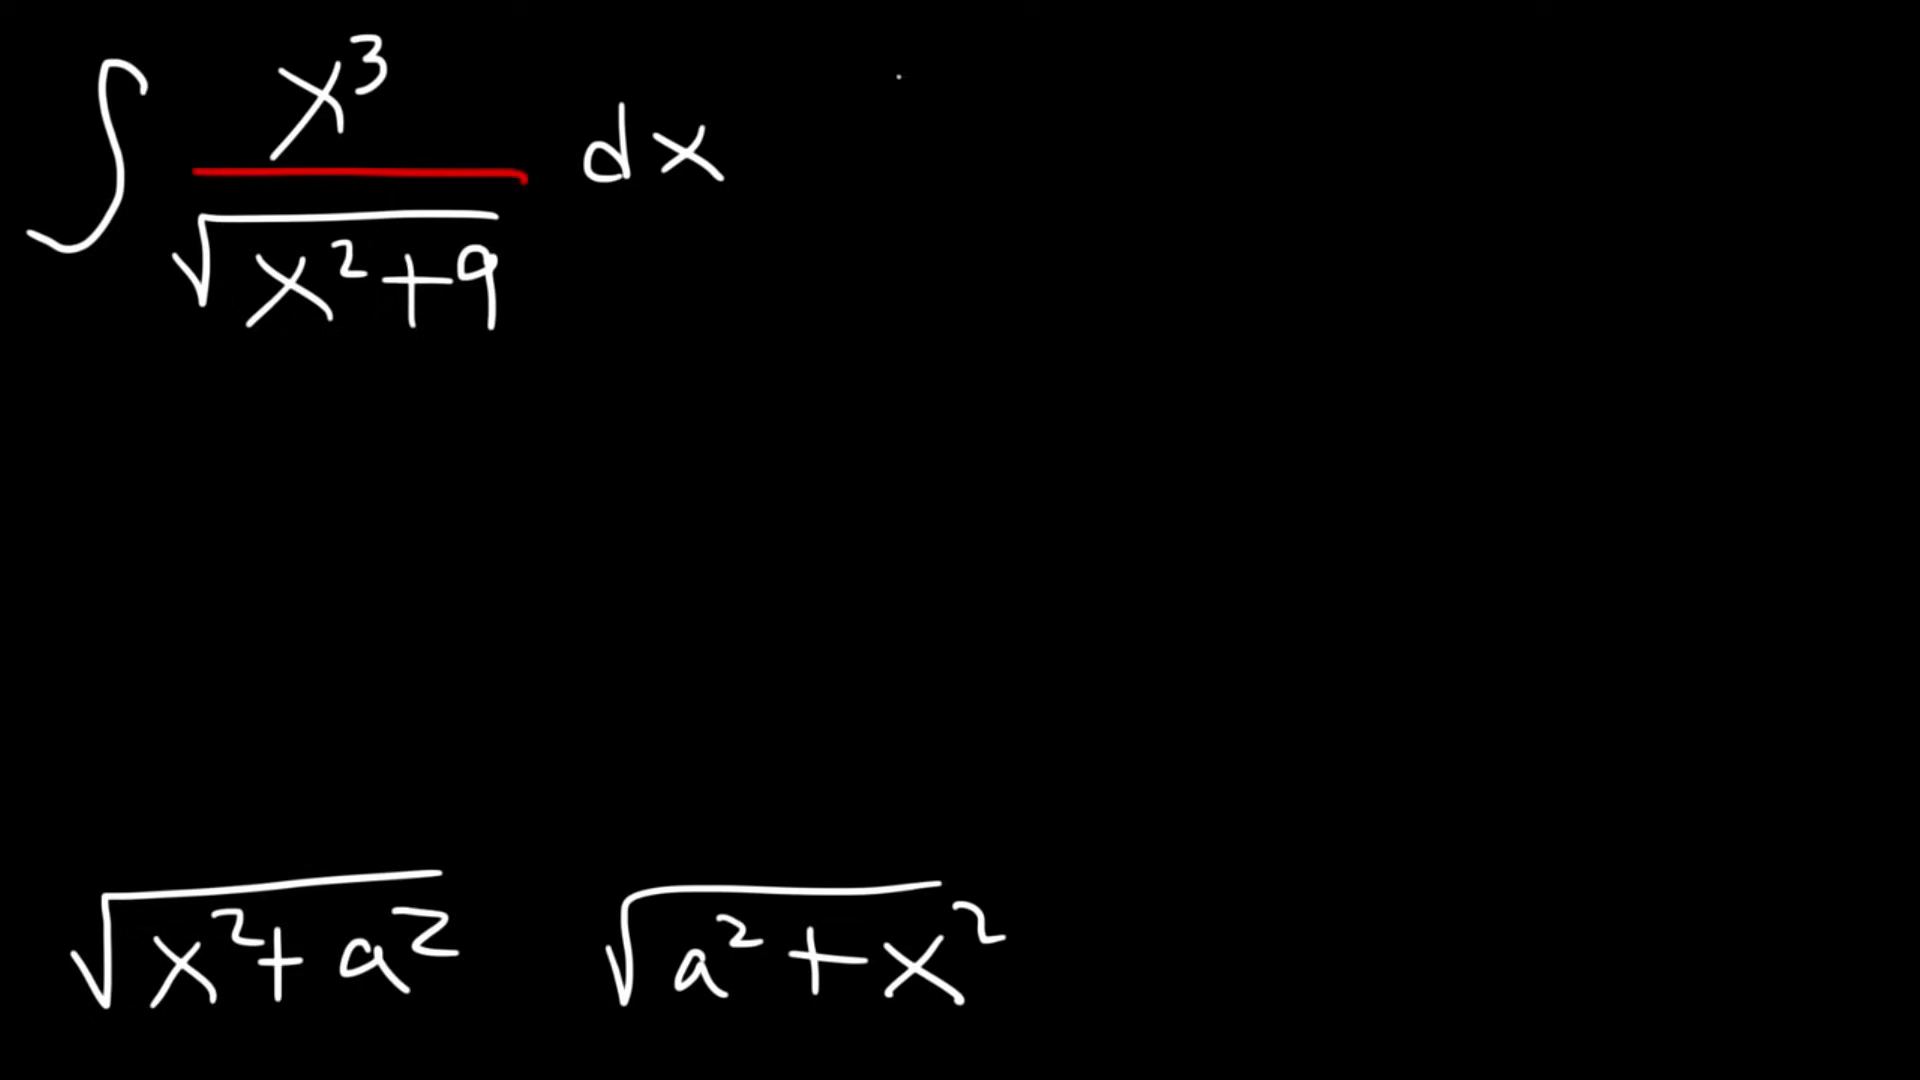 ∫ x³/√(x²+9) dx
√(x²+a²) √(a²+x²)